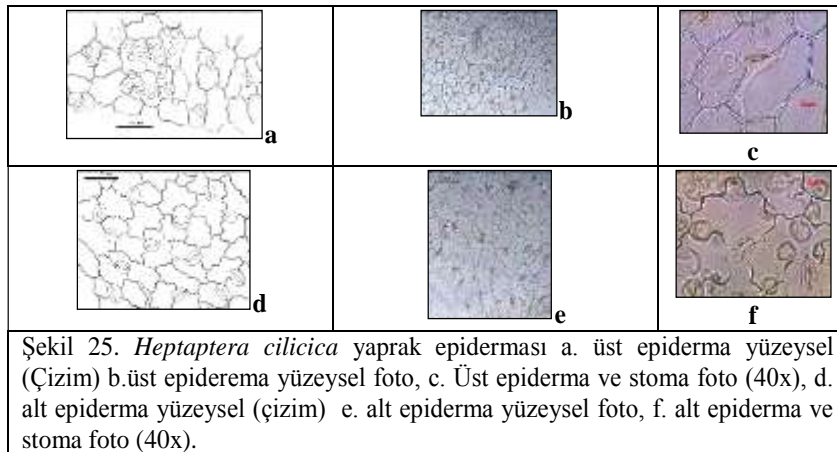 a
b
c
d
e
f
Şekil 25. Heptaptera cilicica yaprak epiderması a. üst epiderma yüzeysel
(Çizim) b.üst epiderema yüzeysel foto, c. Üst epiderma ve stoma foto (40x), d.
alt epiderma yüzeysel (çizim) e. alt epiderma yüzeysel foto, f. alt epiderma ve
stoma foto (40x).